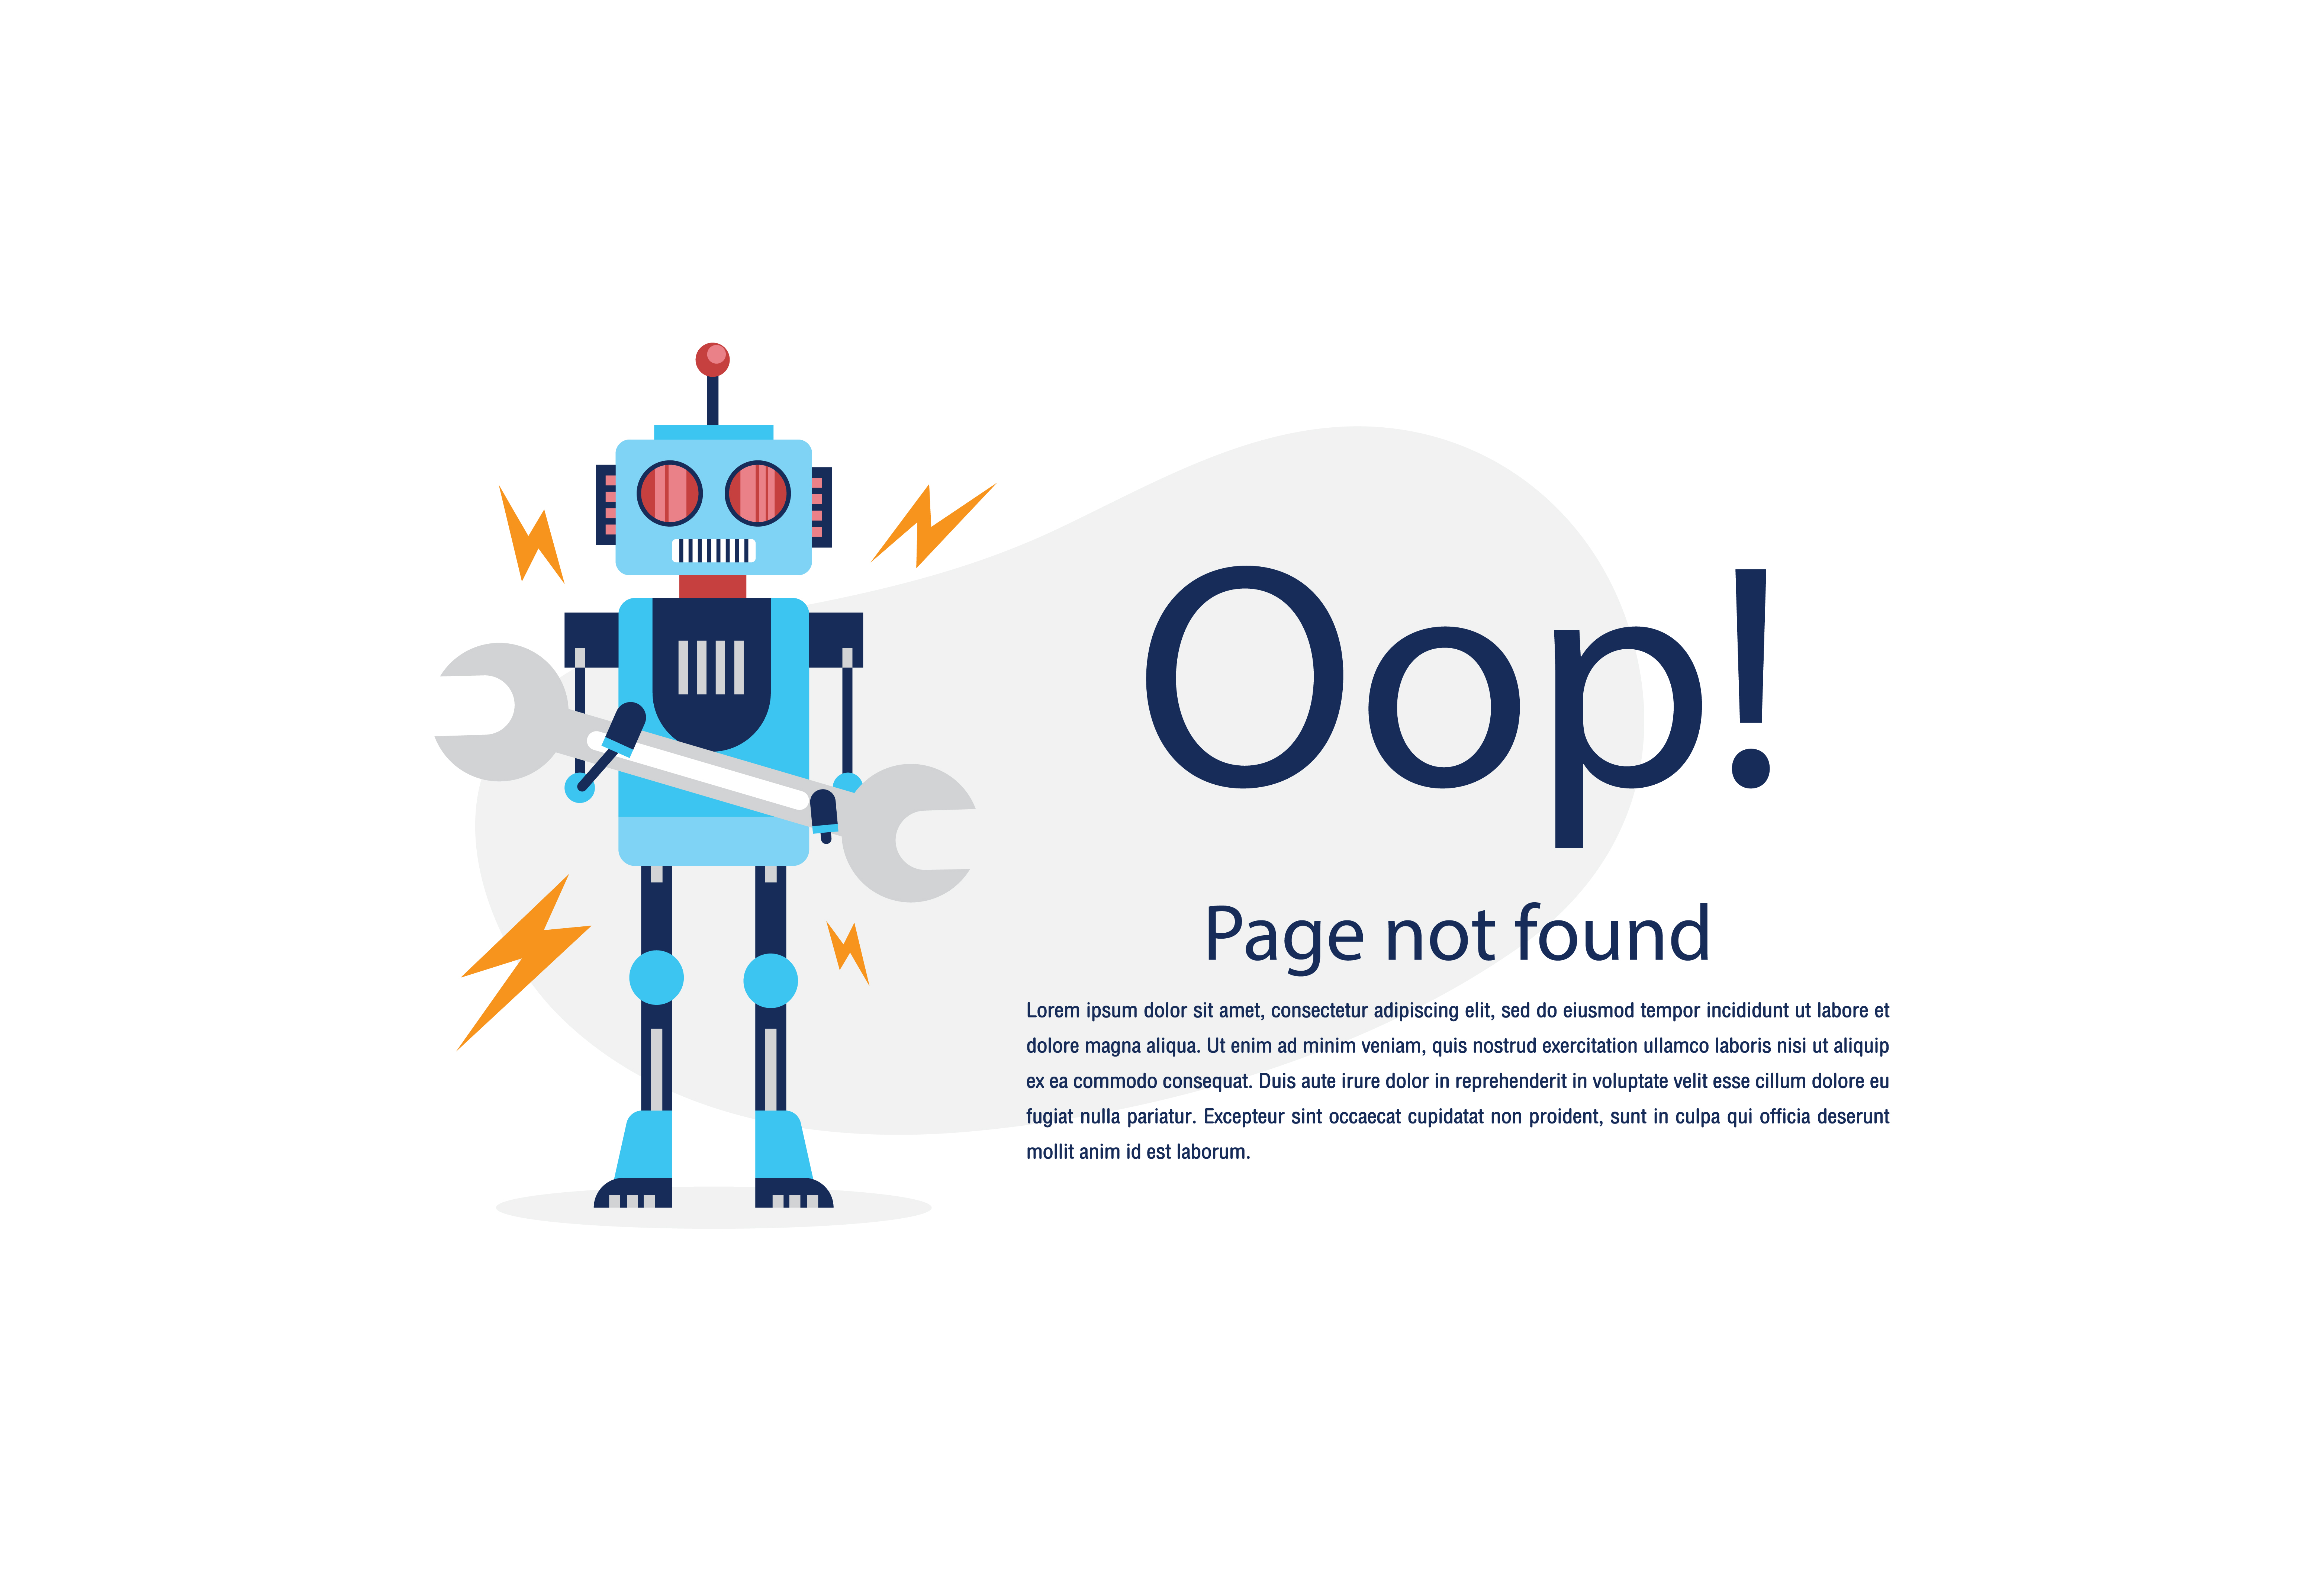 Oop!
Page not found
Lorem ipsum dolor sit amet, consectetur adipiscing elit, sed do eiusmod tempor incididunt ut labore et
dolore magna aliqua. Ut enim ad minim veniam, quis nostrud exercitation ullamco laboris nisi ut aliquip
ex ea commodo consequat. Duis aute irure dolor in reprehenderit in voluptate velit esse cillum dolore eu
fugiat nulla pariatur. Excepteur sint occaecat cupidatat non proident, sunt in culpa qui officia deserunt
mollit anim id est laborum.